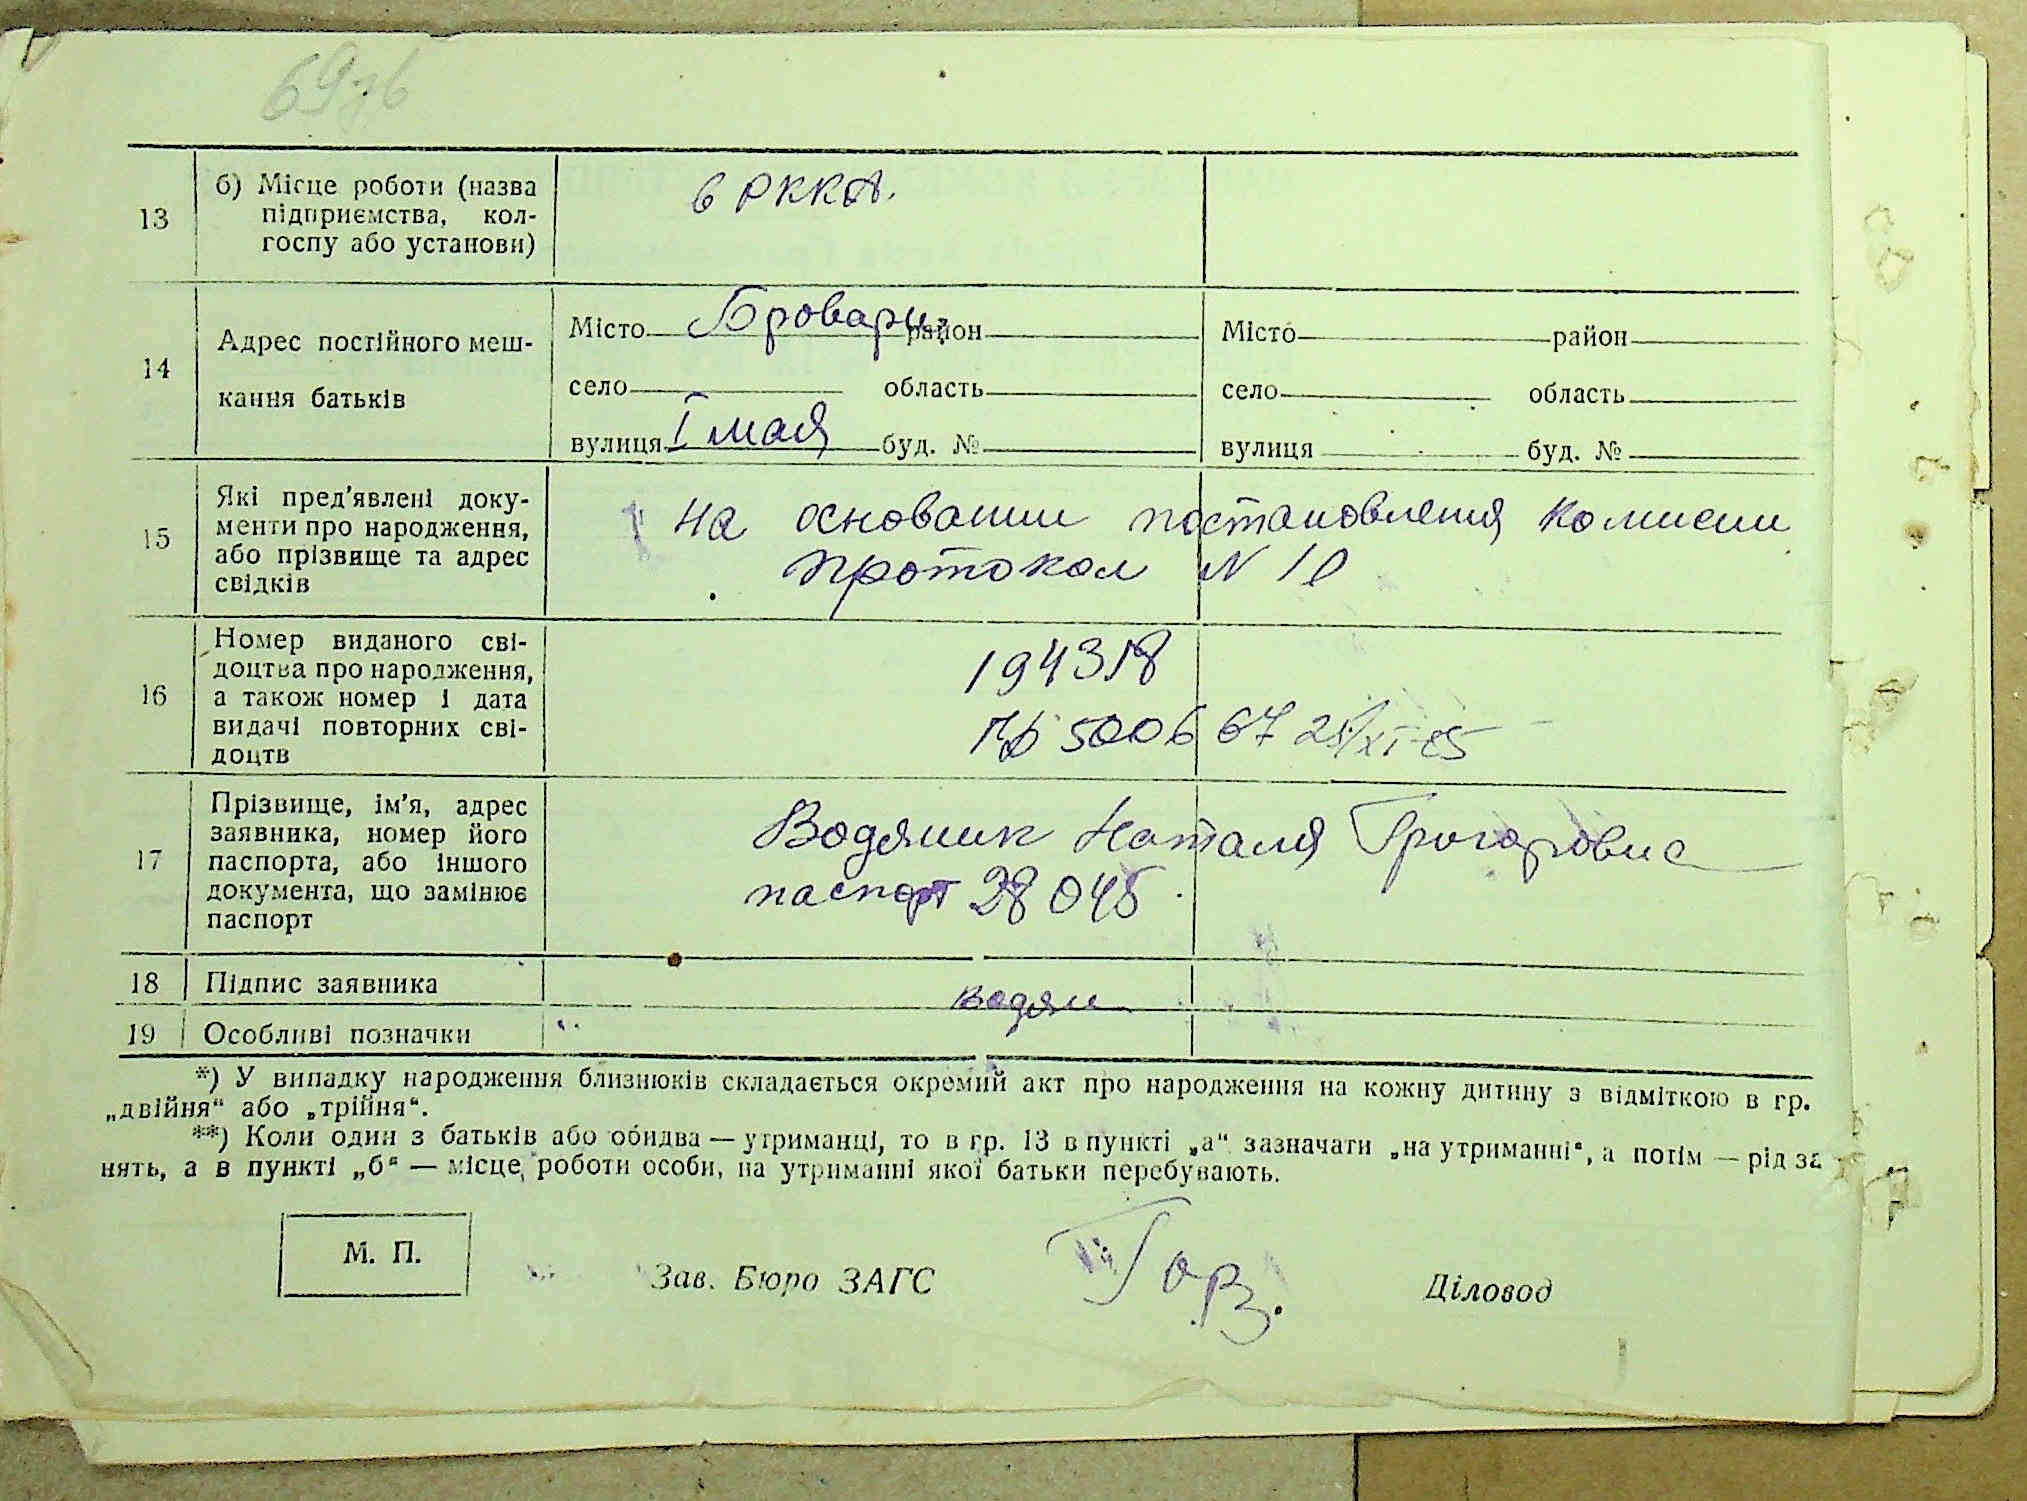 69зв
13
б) Місце роботи (назва
підприємства, кол-
госпу або установи)
в РККА.
14
Адрес постійного меш-
кання батьків
Місто Бровари район
село область
вулиця І мая буд. №
Місто район
село область
вулиця буд. №
15
Які пред'явлені доку-
менти про народження,
або прізвище та адрес
свідків
на основании постановления комисии
протокол N 10
16
Номер виданого сві-
доцтва про народження,
а також номер і дата
видачі повторних сві-
доцтв
194318
500667
17
Прізвище, ім'я, адрес
заявника, номер його
паспорта, або іншого
документа, що замінює
паспорт
Водяник Наталя
паспорт 28045
18
Підпис заявника
Водян
19
Особливі позначки
*) У випадку народження близнюків складається окремий акт про народження на кожну дитину з відміткою в гр.
„двійня“ або „трійня“.
**) Коли один з батьків або обидва — утриманці, то в гр. 13 в пункті „а“ зазначати „на утриманні“, а потім — рід за
нять, а в пункті „б“ — місце роботи особи, на утриманні якої батьки перебувають.
М. П.
Зав. Бюро ЗАГС
Горз.
Діловод